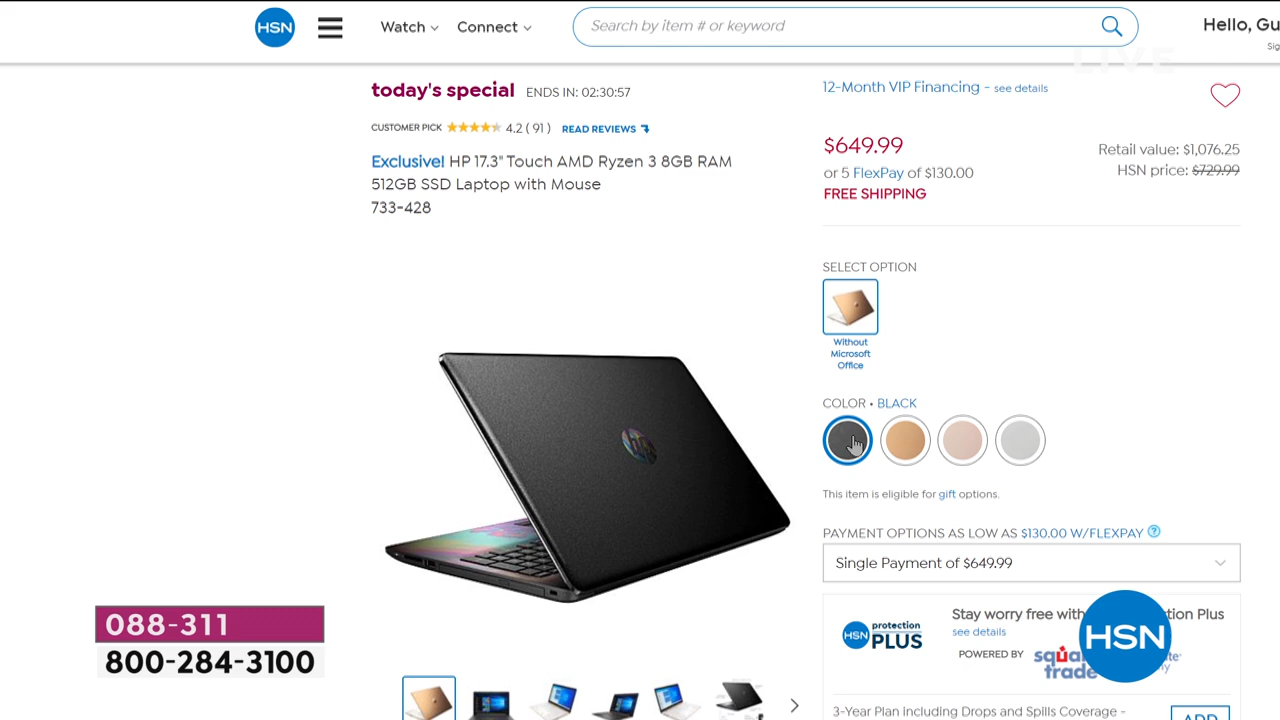 HSN
Watch
Connect
Search by item # or keyword
Hello, Gu
Sig
LIVE
today's special ENDS IN: 02:30:57
CUSTOMER PICK 4.2 ( 91 ) READ REVIEWS
Exclusive! HP 17.3" Touch AMD Ryzen 3 8GB RAM
512GB SSD Laptop with Mouse
733-428
12-Month VIP Financing - see details
$649.99
or 5 FlexPay of $130.00
FREE SHIPPING
Retail value: $1,076.25
HSN price: $729.99
SELECT OPTION
Without
Microsoft
Office
COLOR • BLACK
This item is eligible for gift options.
PAYMENT OPTIONS AS LOW AS $130.00 W/FLEXPAY ?
Single Payment of $649.99
HSN protection
PLUS
Stay worry free with tion Plus
see details
POWERED BY
squa
trade
HSN
3-Year Plan including Drops and Spills Coverage -
ADD
hp
088-311
800-284-3100